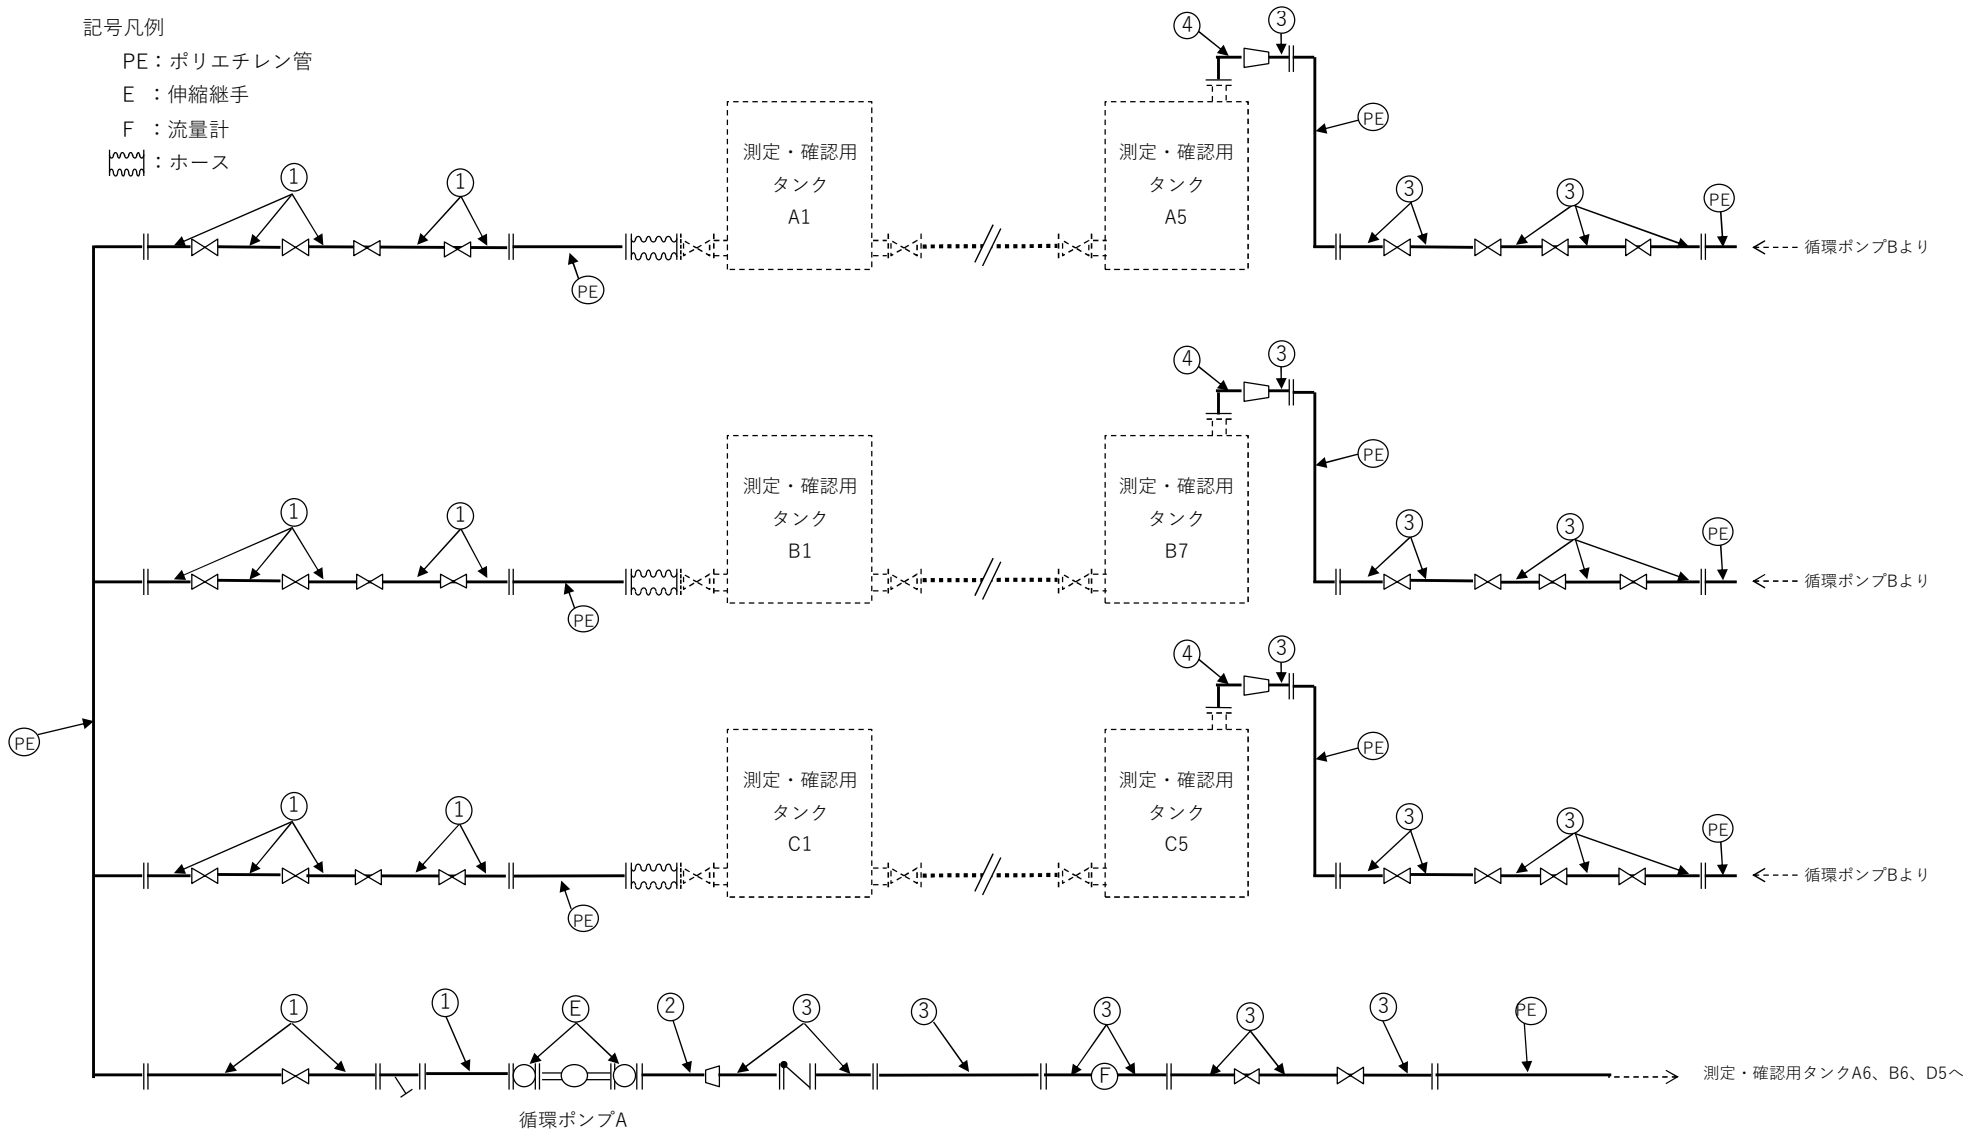 記号凡例
PE：ポリエチレン管
E ：伸縮継手
F ：流量計
：ホース
④ ③
PE
① ①
測定・確認用
タンク
A1
測定・確認用
タンク
A5
③ ③ PE
循環ポンプBより
PE
④ ③
PE
① ①
測定・確認用
タンク
B1
測定・確認用
タンク
B7
③ ③ PE
循環ポンプBより
PE
④ ③
PE
PE
① ①
測定・確認用
タンク
C1
測定・確認用
タンク
C5
③ ③ PE
循環ポンプBより
PE
① ① E ② ③ ③ ③ ③ ③ PE
F
測定・確認用タンクA6、B6、D5へ
循環ポンプA